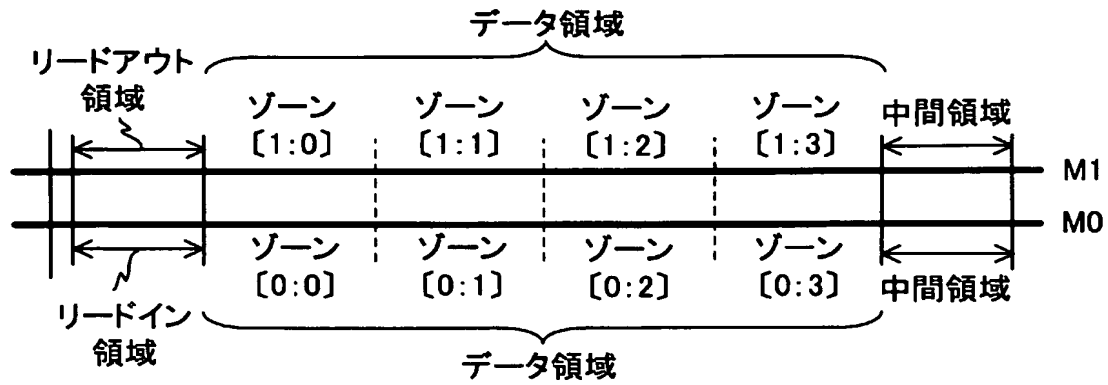 データ領域
リードアウト
領域
ゾーン ゾーン ゾーン ゾーン
〔1:0〕 〔1:1〕 〔1:2〕 〔1:3〕
中間領域
M1
M0
ゾーン ゾーン ゾーン ゾーン
〔0:0〕 〔0:1〕 〔0:2〕 〔0:3〕
中間領域
リードイン
領域
データ領域